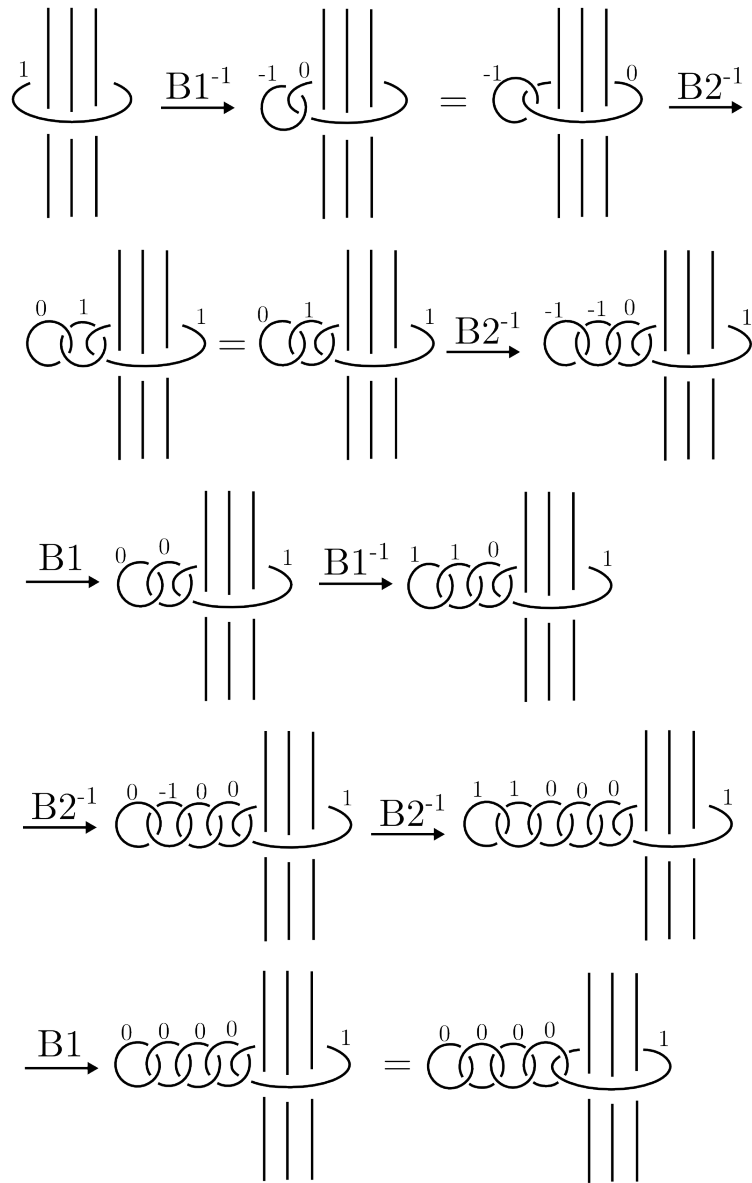 1 B1⁻¹ -1 0 = -1 0 B2⁻¹
0 1 1 = 0 1 1 B2⁻¹ -1 -1 0 1
B1 0 0 1 B1⁻¹ 1 1 0 1
B2⁻¹ 0 -1 0 0 1 B2⁻¹ 1 1 0 0 0 1
B1 0 0 0 0 1 = 0 0 0 0 1